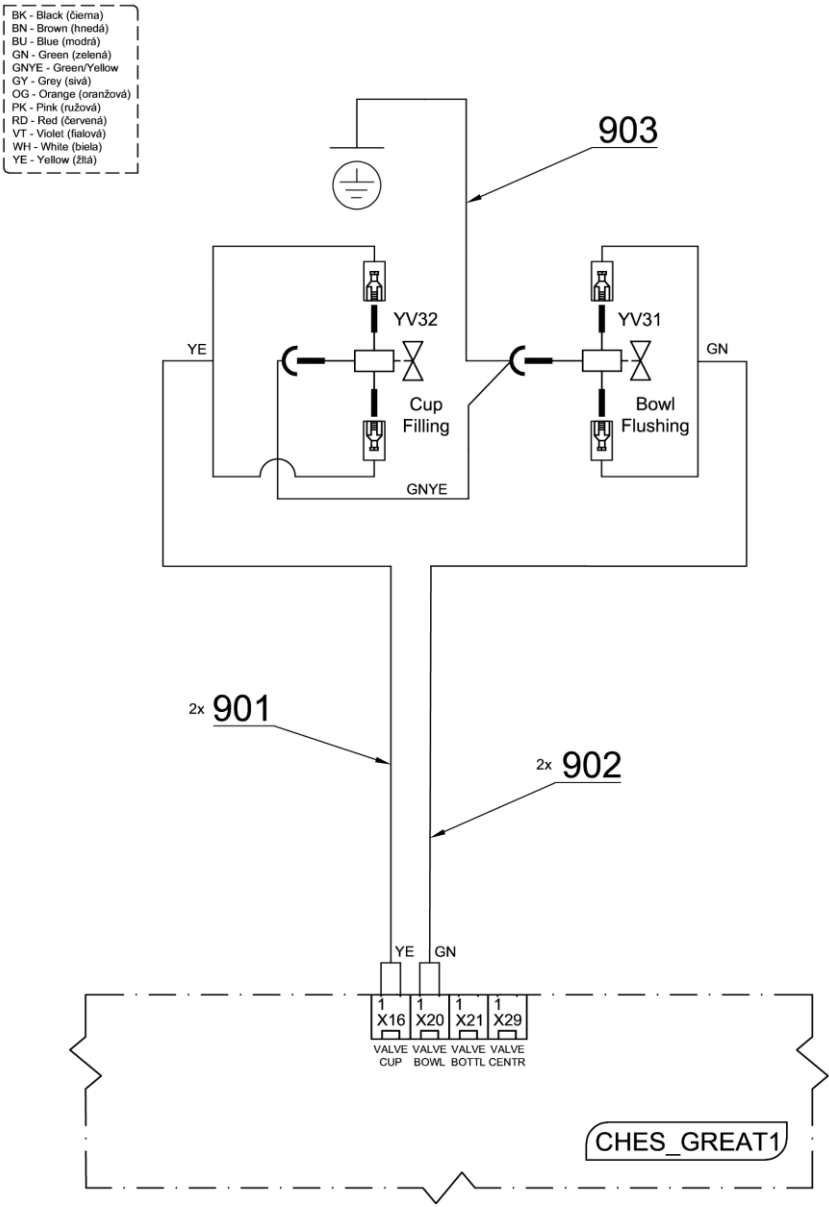 BK - Black (čierna)
BN - Brown (hnedá)
BU - Blue (modrá)
GN - Green (zelená)
GNYE - Green/Yellow
GY - Grey (sivá)
OG - Orange (oranžová)
PK - Pink (ružová)
RD - Red (červená)
VT - Violet (fialová)
WH - White (biela)
YE - Yellow (žltá)
903
YV32
YV31
YE
GN
Cup
Filling
Bowl
Flushing
GNYE
2x 901
2x 902
YE
GN
1 1 1 1
X16 X20 X21 X29
VALVE VALVE VALVE VALVE
CUP BOWL BOTTL CENTR
CHES_GREAT1